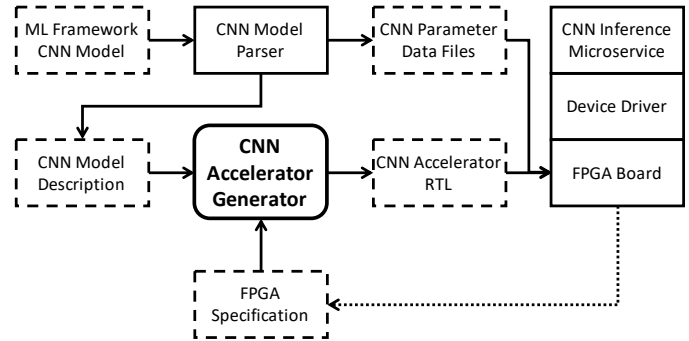 ML Framework
CNN Model
CNN Model
Parser
CNN Parameter
Data Files
CNN Inference
Microservice
Device Driver
CNN Model
Description
CNN
Accelerator
Generator
CNN Accelerator
RTL
FPGA Board
FPGA
Specification